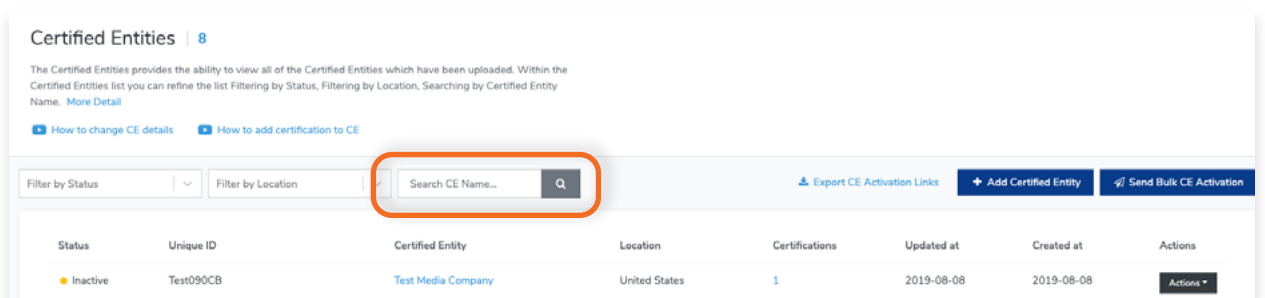 Certified Entities | 8
The Certified Entities provides the ability to view all of the Certified Entities which have been uploaded. Within the
Certified Entities list you can refine the list Filtering by Status, Filtering by Location, Searching by Certified Entity
Name. More Detail
How to change CE details How to add certification to CE
Filter by Status Filter by Location Search CE Name... Export CE Activation Links + Add Certified Entity Send Bulk CE Activation
Status Unique ID Certified Entity Location Certifications Updated at Created at Actions
Inactive Test090CB Test Media Company United States 1 2019-08-08 2019-08-08 Actions